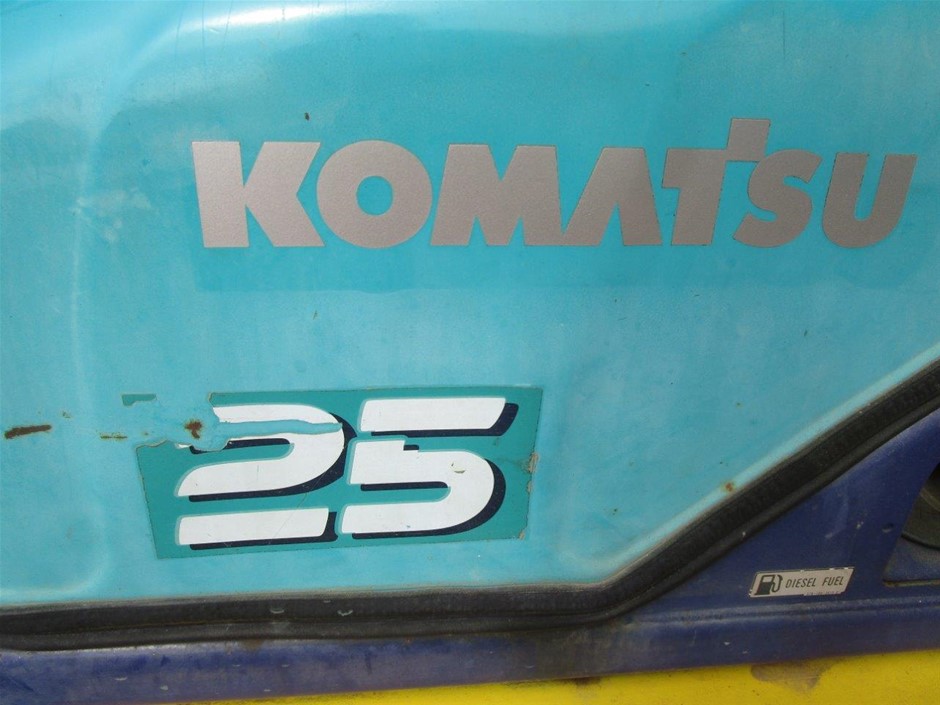 KOMATSU
25
DIESEL FUEL